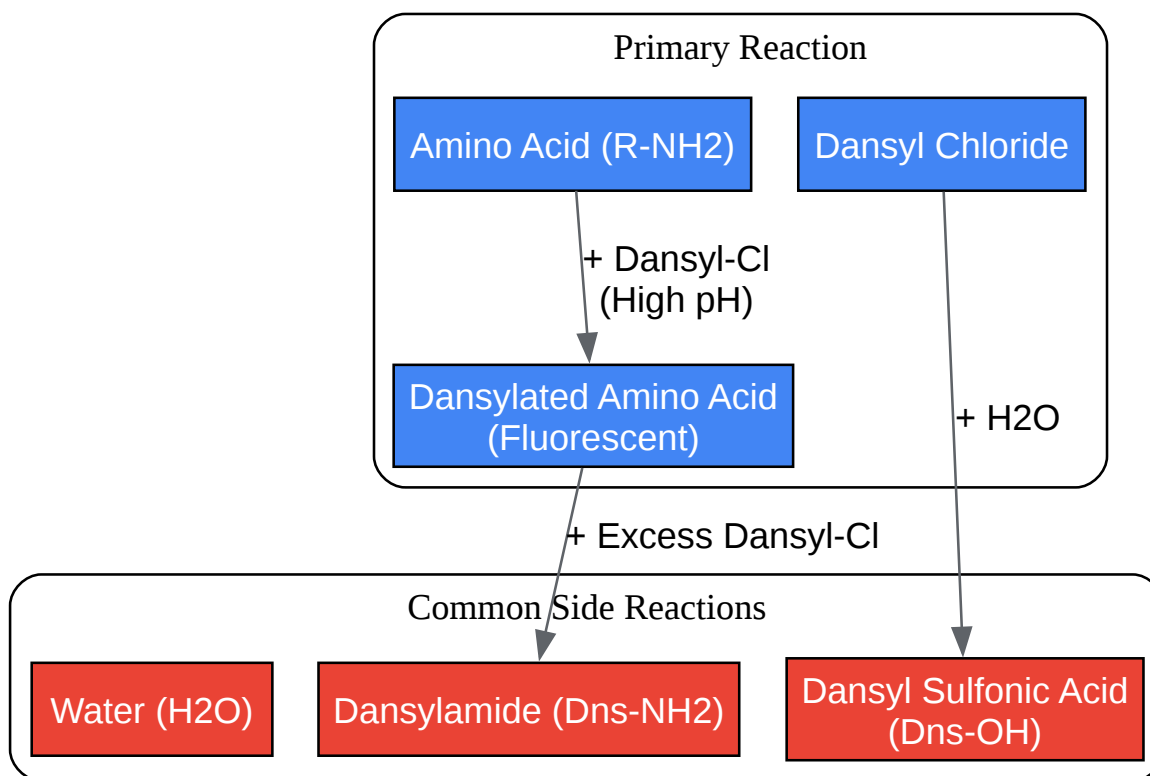 Primary Reaction
Amino Acid (R-NH2)
Dansyl Chloride
+ Dansyl-Cl
(High pH)
Dansylated Amino Acid
(Fluorescent)
+ H2O
+ Excess Dansyl-Cl
Common Side Reactions
Water (H2O)
Dansylamide (Dns-NH2)
Dansyl Sulfonic Acid
(Dns-OH)